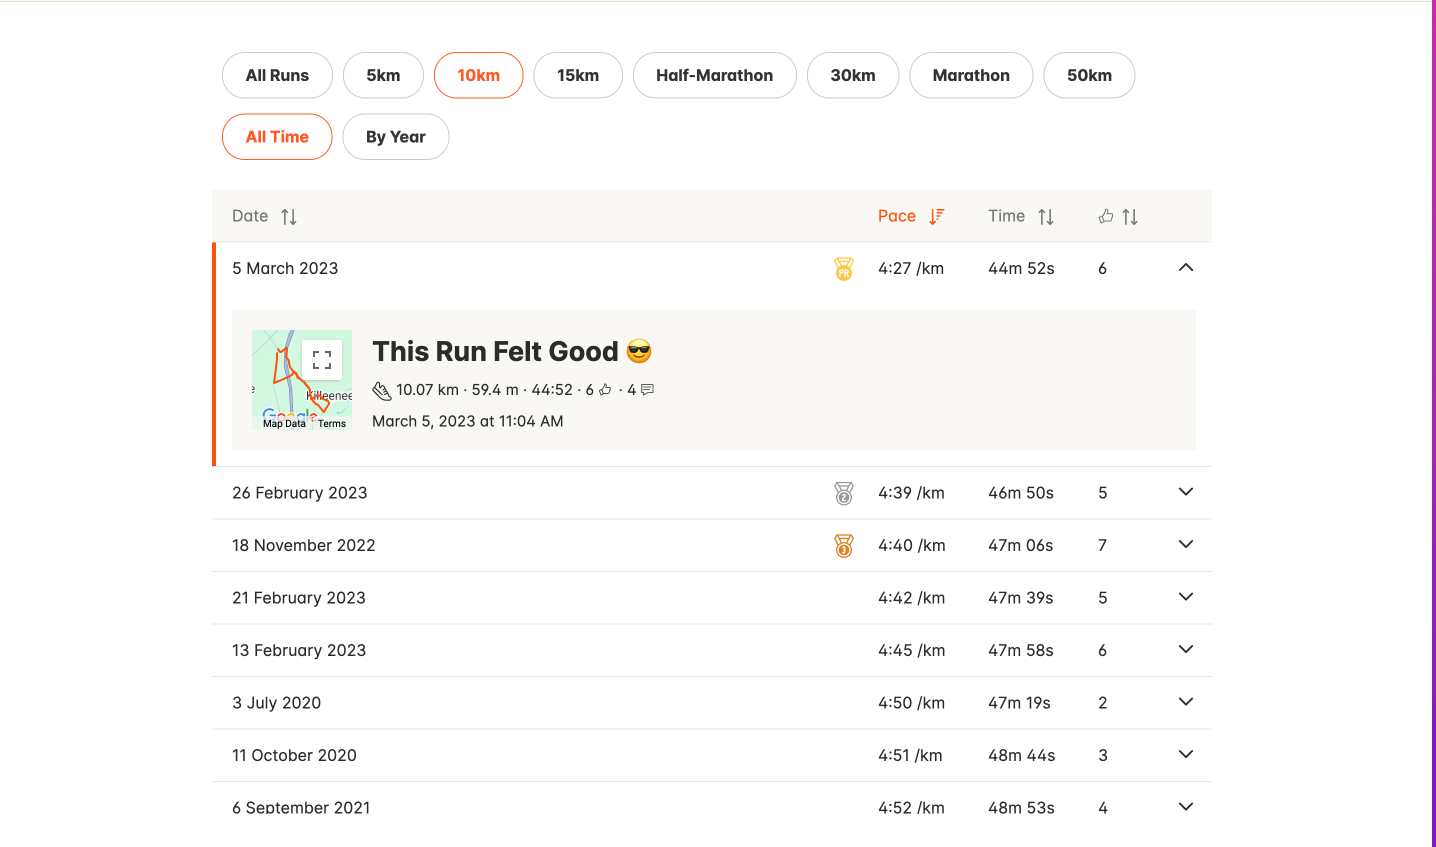 All Runs 5km 10km 15km Half-Marathon 30km Marathon 50km
All Time By Year
Date Pace Time
5 March 2023 PR 4:27 /km 44m 52s 6
This Run Felt Good 😎
10.07 km · 59.4 m · 44:52 · 6 · 4
March 5, 2023 at 11:04 AM
Killeenee
Google
Map Data Terms
26 February 2023 2 4:39 /km 46m 50s 5
18 November 2022 3 4:40 /km 47m 06s 7
21 February 2023 4:42 /km 47m 39s 5
13 February 2023 4:45 /km 47m 58s 6
3 July 2020 4:50 /km 47m 19s 2
11 October 2020 4:51 /km 48m 44s 3
6 September 2021 4:52 /km 48m 53s 4